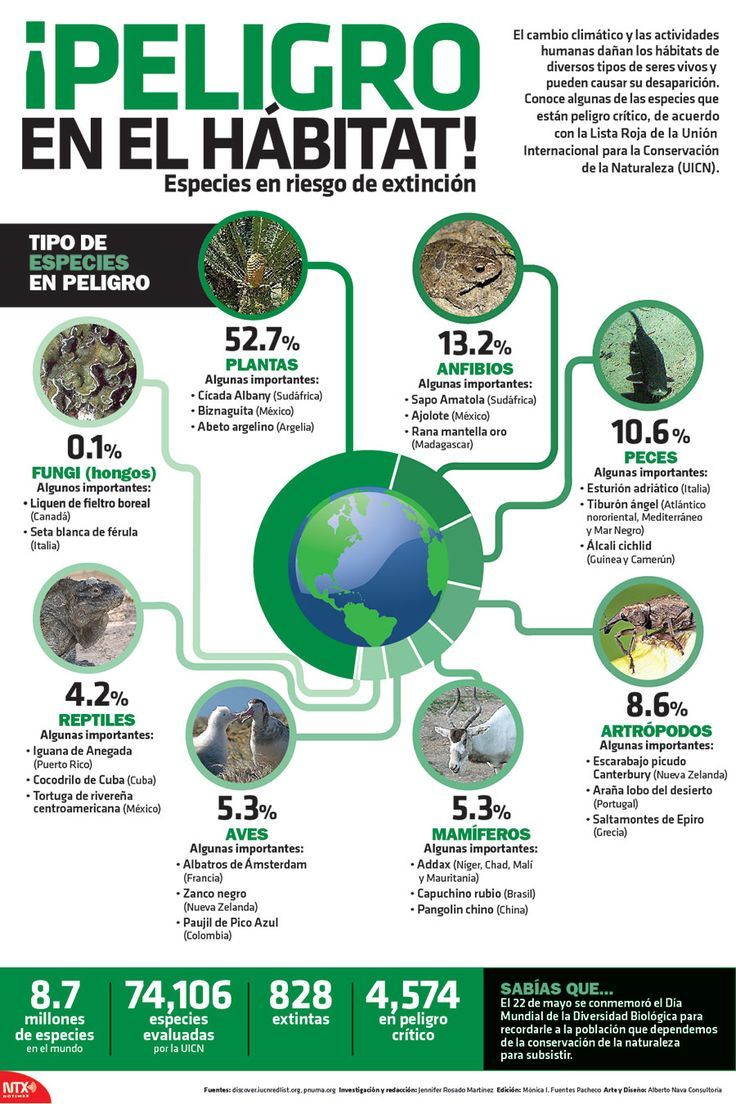 ¡PELIGRO
EN EL HÁBITAT!
Especies en riesgo de extinción
El cambio climático y las actividades
humanas dañan los hábitats de
diversos tipos de seres vivos y
pueden causar su desaparición.
Conoce algunas de las especies que
están peligro crítico, de acuerdo
con la Lista Roja de la Unión
Internacional para la Conservación
de la Naturaleza (UICN).
TIPO DE
ESPECIES
EN PELIGRO
52.7%
PLANTAS
Algunas importantes:
• Cícada Albany (Sudáfrica)
• Biznaguita (México)
• Abeto argelino (Argelia)
13.2%
ANFIBIOS
Algunas importantes:
• Sapo Amatola (Sudáfrica)
• Ajolote (México)
• Rana mantella oro
(Madagascar)
10.6%
PECES
Algunas importantes:
• Esturión adriático (Italia)
• Tiburón ángel (Atlántico
nororiental, Mediterráneo
y Mar Negro)
• Álcali cichlid
(Guinea y Camerún)
0.1%
FUNGI (hongos)
Algunos importantes:
• Liquen de fieltro boreal
(Canadá)
• Seta blanca de férula
(Italia)
4.2%
REPTILES
Algunas importantes:
• Iguana de Anegada
(Puerto Rico)
• Cocodrilo de Cuba (Cuba)
• Tortuga de rivereña
centroamericana (México)
5.3%
AVES
Algunas importantes:
• Albatros de Ámsterdam
(Francia)
• Zanco negro
(Nueva Zelanda)
• Paujil de Pico Azul
(Colombia)
5.3%
MAMÍFEROS
Algunas importantes:
• Addax (Níger, Chad, Malí
y Mauritania)
• Capuchino rubio (Brasil)
• Pangolin chino (China)
8.6%
ARTRÓPODOS
Algunas importantes:
• Escarabajo picudo
Canterbury (Nueva Zelanda)
• Araña lobo del desierto
(Portugal)
• Saltamontes de Epiro
(Grecia)
8.7
millones
de especies
en el mundo
74,106
especies
evaluadas
por la UICN
828
extintas
4,574
en peligro
crítico
SABÍAS QUE...
El 22 de mayo se conmemoró el Día
Mundial de la Diversidad Biológica para
recordarle a la población que dependemos
de la conservación de la naturaleza
para subsistir.
NTX
NOTIMEX
Fuentes: discover.iucnredlist.org, pnuma.org Investigación y redacción: Jennifer Rosado Martínez Edición: Mónica I. Fuentes Pacheco Arte y Diseño: Alberto Nava Consultoría